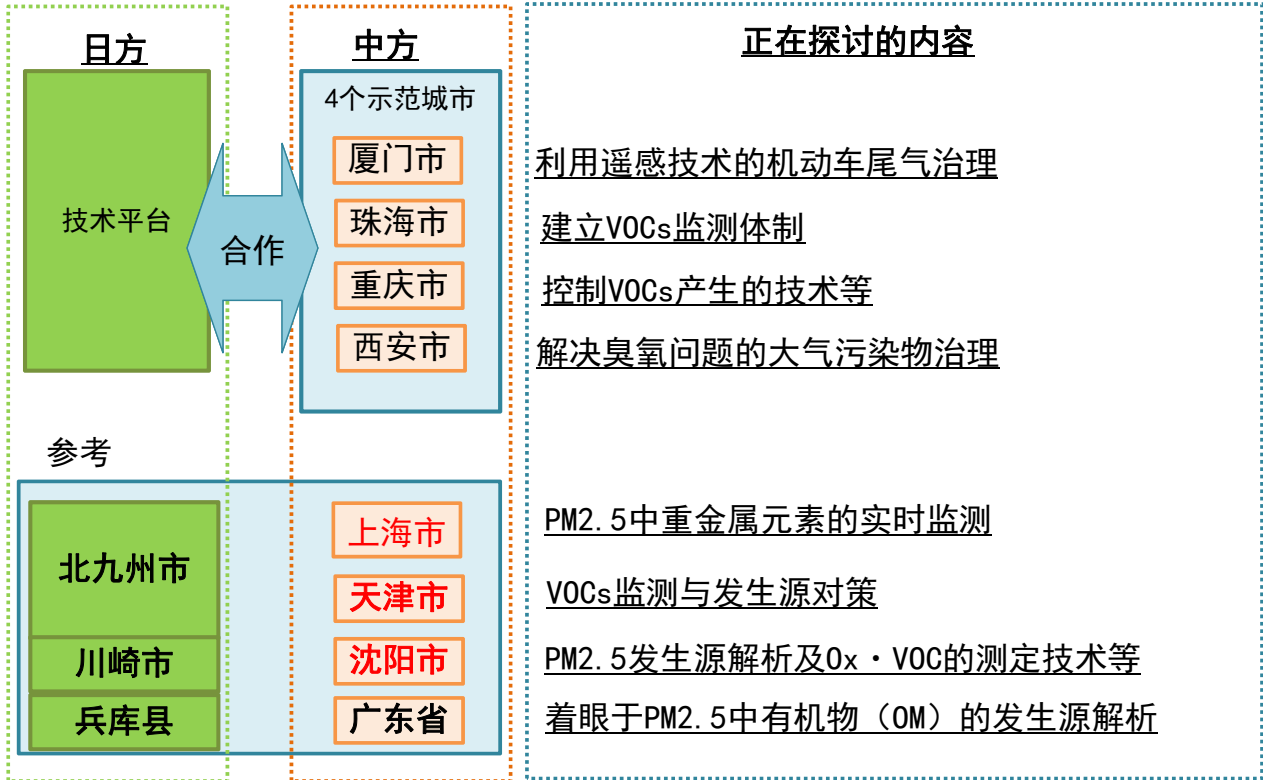 日方
中方
正在探讨的内容
4个示范城市
技术平台
合作
厦门市
利用遥感技术的机动车尾气治理
珠海市
建立VOCs监测体制
重庆市
控制VOCs产生的技术等
西安市
解决臭氧问题的大气污染物治理
参考
北九州市
上海市
PM2.5中重金属元素的实时监测
天津市
VOCs监测与发生源对策
川崎市
沈阳市
PM2.5发生源解析及Ox・VOC的测定技术等
兵库县
广东省
着眼于PM2.5中有机物（OM）的发生源解析